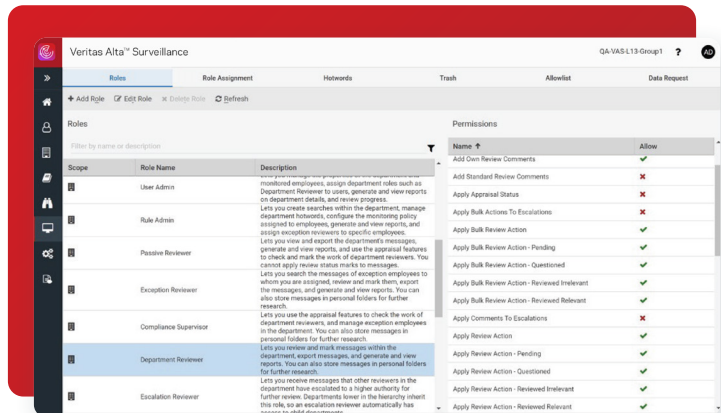 Veritas Alta™ Surveillance
QA-VAS-L13-Group1 ? AD
Roles Role Assignment Hotwords Trash Allowlist Data Request
+ Add Role Edit Role × Delete Role Refresh
Roles
Filter by name or description
Scope Role Name Description
User Admin
monitored employees, assign department roles such as
Department Reviewer to users, generate and view reports
on department details, and review progress.
Rule Admin
Lets you create searches within the department, manage
department hotwords, configure the monitoring policy
assigned to employees, generate and view reports, and
assign exception reviewers to specific employees.
Passive Reviewer
Lets you view and export the department's messages,
generate and view reports, and use the appraisal features
to check and mark the work of department reviewers. You
cannot apply review status marks to messages.
Exception Reviewer
Lets you search the messages of exception employees to
whom you are assigned, review and mark them, export
the messages, and generate and view reports. You can
also store messages in personal folders for further
research.
Compliance Supervisor
Lets you use the appraisal features to check the work of
department reviewers, and manage exception employees
in the department. You can also store messages in
personal folders for further research.
Department Reviewer
Lets you review and mark messages within the
department, export messages, and generate and view
reports. You can also store messages in personal folders
for further research.
Escalation Reviewer
Lets you receive messages that other reviewers in the
department have escalated to a higher authority for
further review. Departments lower in the hierarchy inherit
this role, so an escalation reviewer automatically has
access to child departments.
Permissions
Name ↑ Allow
Add Own Review Comments
Add Standard Review Comments
Apply Appraisal Status
Apply Bulk Actions To Escalations
Apply Bulk Review Action
Apply Bulk Review Action - Pending
Apply Bulk Review Action - Questioned
Apply Bulk Review Action - Reviewed Irrelevant
Apply Bulk Review Action - Reviewed Relevant
Apply Comments To Escalations
Apply Review Action
Apply Review Action - Pending
Apply Review Action - Questioned
Apply Review Action - Reviewed Irrelevant
Apply Review Action - Reviewed Relevant